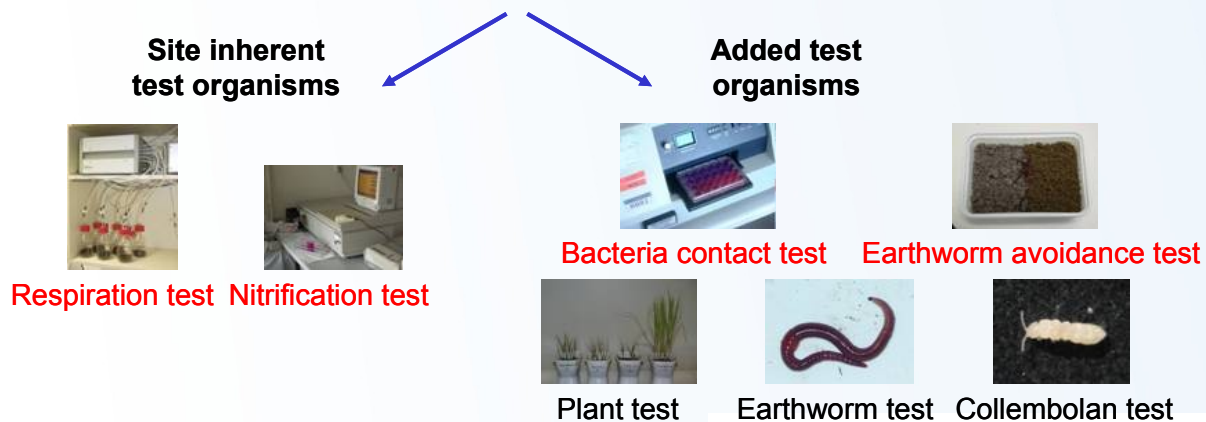 Site inherent
test organisms
Added test
organisms
Bacteria contact test
Earthworm avoidance test
Respiration test
Nitrification test
Plant test
Earthworm test
Collembolan test